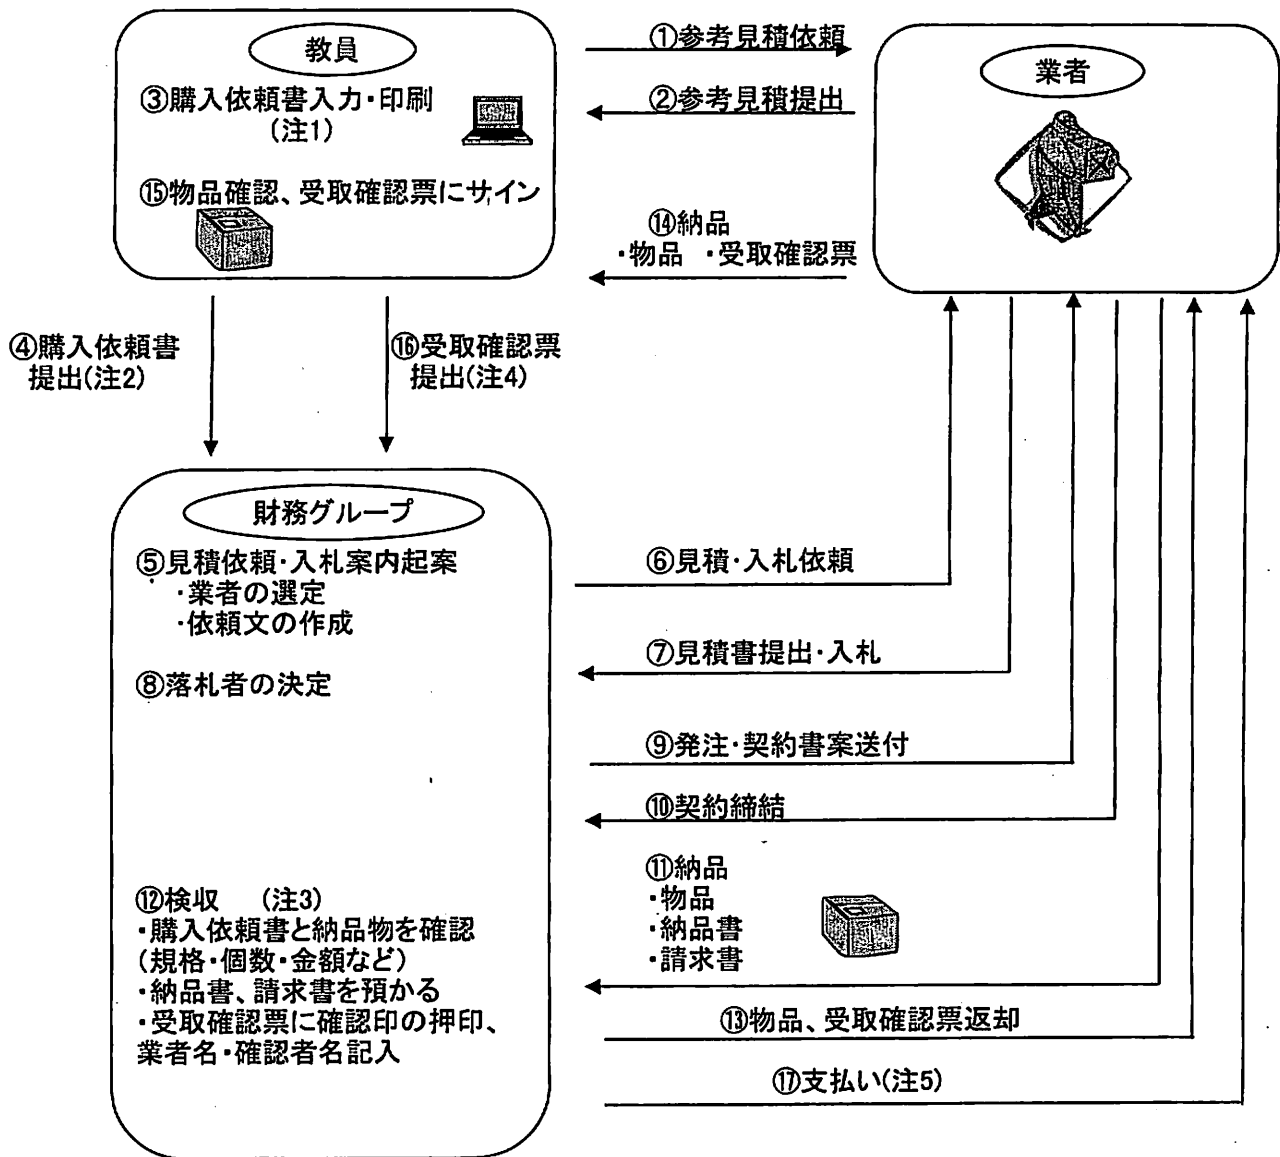 教員
③購入依頼書入力・印刷
(注1)
⑮物品確認、受取確認票にサイン
①参考見積依頼
②参考見積提出
⑭納品
・物品 ・受取確認票
業者
④購入依頼書
提出(注2)
⑯受取確認票
提出(注4)
財務グループ
⑤見積依頼・入札案内起案
・業者の選定
・依頼文の作成
⑧落札者の決定
⑫検収 (注3)
・購入依頼書と納品物を確認
(規格・個数・金額など)
・納品書、請求書を預かる
・受取確認票に確認印の押印、
業者名・確認者名記入
⑥見積・入札依頼
⑦見積書提出・入札
⑨発注・契約書案送付
⑩契約締結
⑪納品
・物品
・納品書
・請求書
⑬物品、受取確認票返却
⑰支払い(注5)